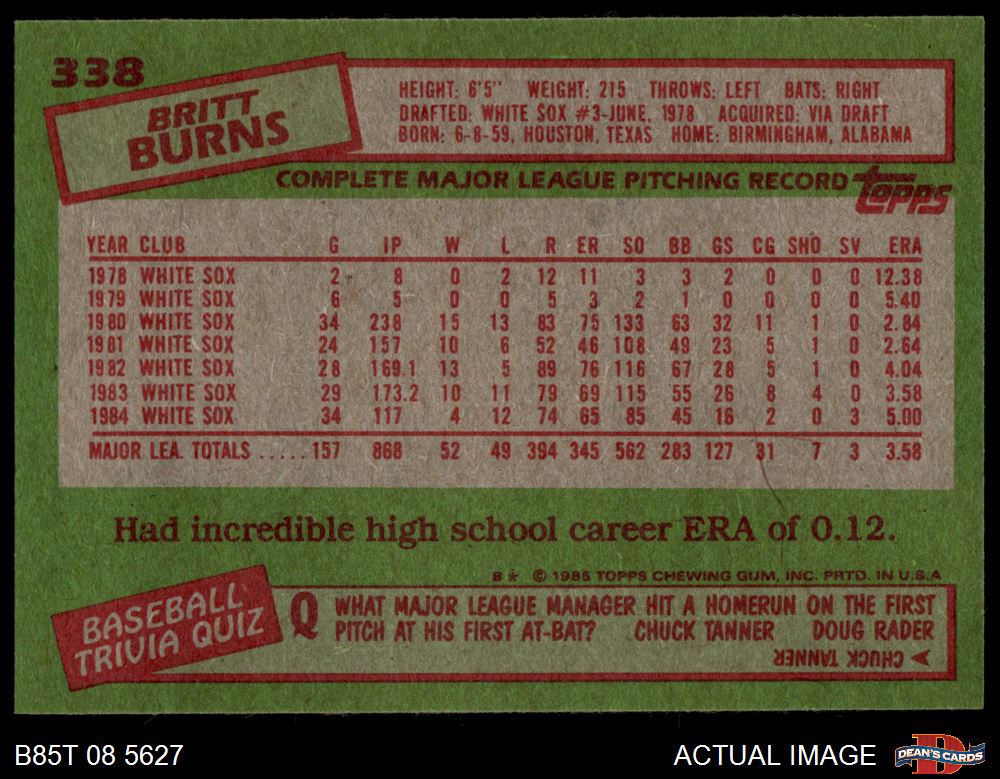 338
BRITT
BURNS
HEIGHT: 6'5" WEIGHT: 215 THROWS: LEFT BATS: RIGHT
DRAFTED: WHITE SOX #3-JUNE, 1978 ACQUIRED: VIA DRAFT
BORN: 6-8-59, HOUSTON, TEXAS HOME: BIRMINGHAM, ALABAMA
COMPLETE MAJOR LEAGUE PITCHING RECORD topps
YEAR CLUB G IP W L R ER SO BB GS CG SHO SV ERA
1978 WHITE SOX 2 8 0 2 12 11 3 3 2 0 0 0 12.38
1979 WHITE SOX 6 5 0 0 5 3 2 1 0 0 0 0 5.40
1980 WHITE SOX 34 238 15 13 83 75 133 63 32 11 1 0 2.84
1981 WHITE SOX 24 157 10 6 52 46 108 49 23 5 1 0 2.64
1982 WHITE SOX 28 169.1 13 5 89 76 116 67 28 5 1 0 4.04
1983 WHITE SOX 29 173.2 10 11 79 69 115 55 26 8 4 0 3.58
1984 WHITE SOX 34 117 4 12 74 65 85 45 16 2 0 3 5.00
MAJOR LEA. TOTALS ..... 157 868 52 49 394 345 562 283 127 31 7 3 3.58
Had incredible high school career ERA of 0.12.
B★ © 1985 TOPPS CHEWING GUM, INC. PRTD. IN U.S.A
BASEBALL
TRIVIA QUIZ
Q WHAT MAJOR LEAGUE MANAGER HIT A HOMERUN ON THE FIRST
PITCH AT HIS FIRST AT-BAT? CHUCK TANNER DOUG RADER
➤ CHUCK TANNER
B85T 08 5627
ACTUAL IMAGE
D
DEAN'S CARDS